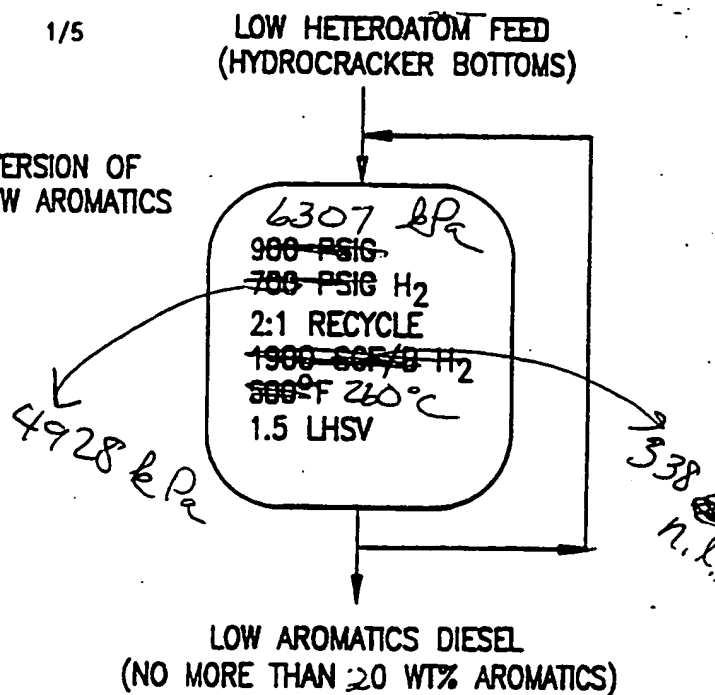 1/5
LOW HETEROATOM FEED
(HYDROCRACKER BOTTOMS)
ERSION OF
W AROMATICS
6307 kPa
900 PSIG
700 PSIG H2
2:1 RECYCLE
1900 SCF/B H2
500°F 260°C
1.5 LHSV
4928 kPa
338
n.l.
LOW AROMATICS DIESEL
(NO MORE THAN 20 WT% AROMATICS)